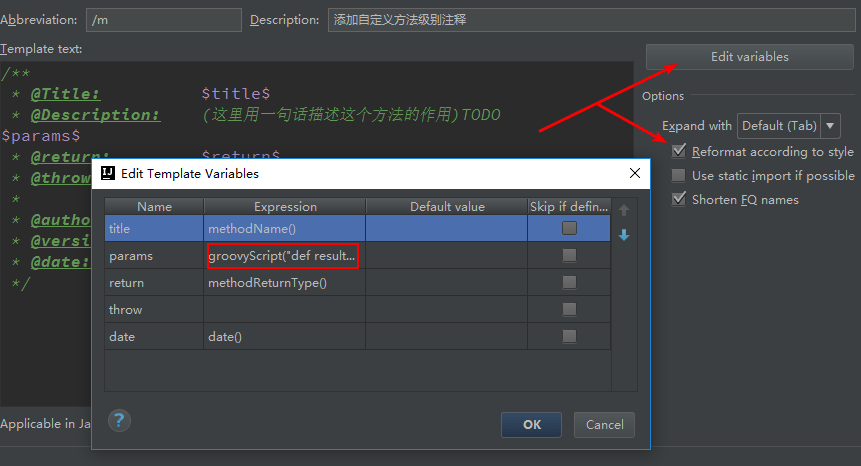 Abbreviation: /m Description: 添加自定义方法级别注释
Template text:
Edit variables
/**
* @Title: $title$
* @Description: (这里用一句话描述这个方法的作用)TODO
$params$
* @return: $return$
* @throw
*
* @autho
* @versi
* @date:
*/
Options
Expand with Default (Tab)
Reformat according to style
Use static import if possible
Shorten FQ names
Edit Template Variables
Name Expression Default value Skip if defin...
title methodName()
params groovyScript("def result...
return methodReturnType()
throw
date date()
? OK Cancel
Applicable in Ja